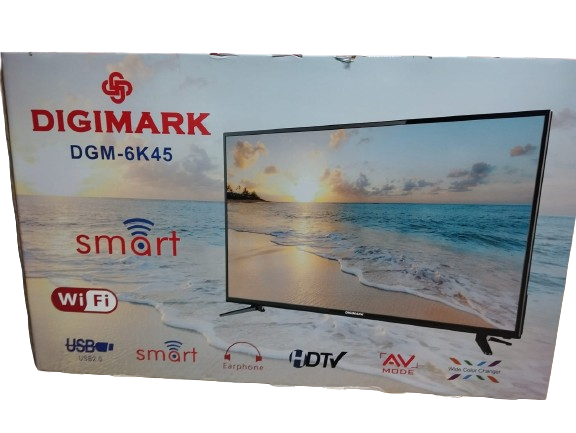 DIGIMARK
DGM-6K45
smart
WiFi
USB
USB2.0
smart
Earphone
HDTV
AV
MODE
Wide Color Changer
DIGIMARK